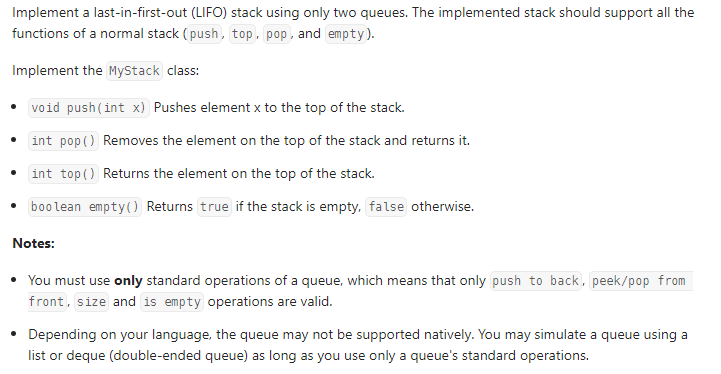 Implement a last-in-first-out (LIFO) stack using only two queues. The implemented stack should support all the
functions of a normal stack (push, top, pop, and empty).
Implement the MyStack class:
• void push(int x) Pushes element x to the top of the stack.
• int pop() Removes the element on the top of the stack and returns it.
• int top() Returns the element on the top of the stack.
• boolean empty() Returns true if the stack is empty, false otherwise.
Notes:
• You must use only standard operations of a queue, which means that only push to back, peek/pop from
front, size and is empty operations are valid.
• Depending on your language, the queue may not be supported natively. You may simulate a queue using a
list or deque (double-ended queue) as long as you use only a queue's standard operations.